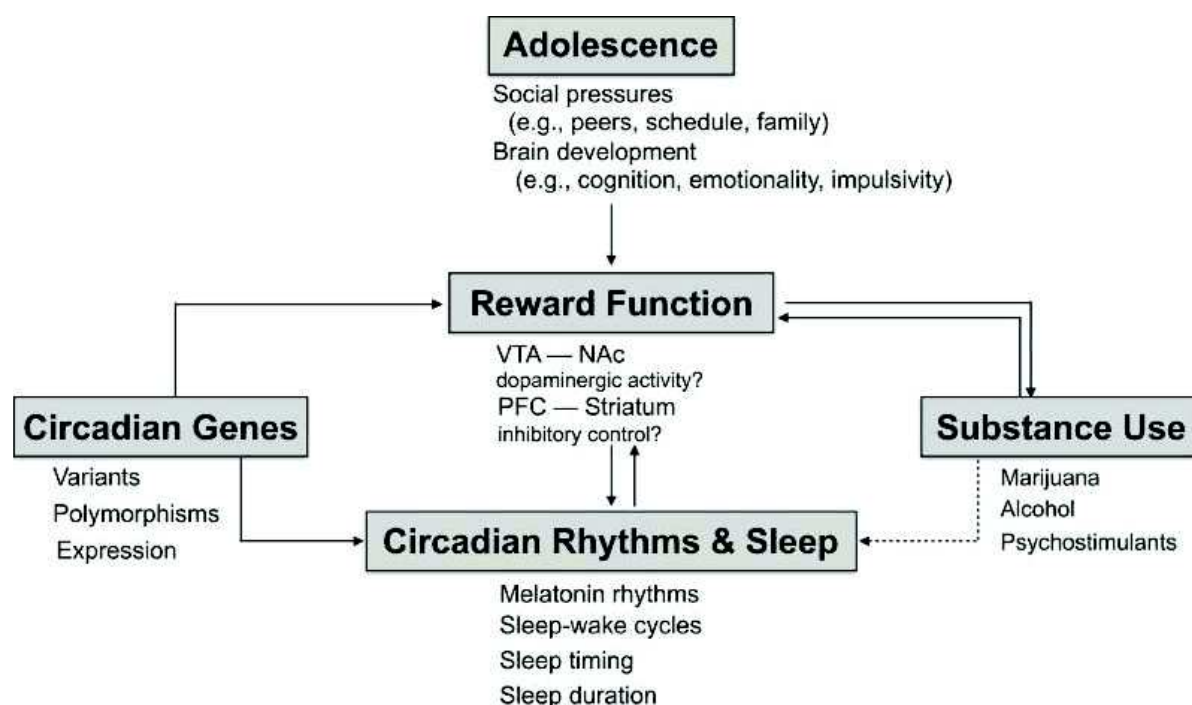 Adolescence
Social pressures
(e.g., peers, schedule, family)
Brain development
(e.g., cognition, emotionality, impulsivity)
Reward Function
VTA — NAc
dopaminergic activity?
PFC — Striatum
inhibitory control?
Circadian Genes
Variants
Polymorphisms
Expression
Substance Use
Marijuana
Alcohol
Psychostimulants
Circadian Rhythms & Sleep
Melatonin rhythms
Sleep-wake cycles
Sleep timing
Sleep duration